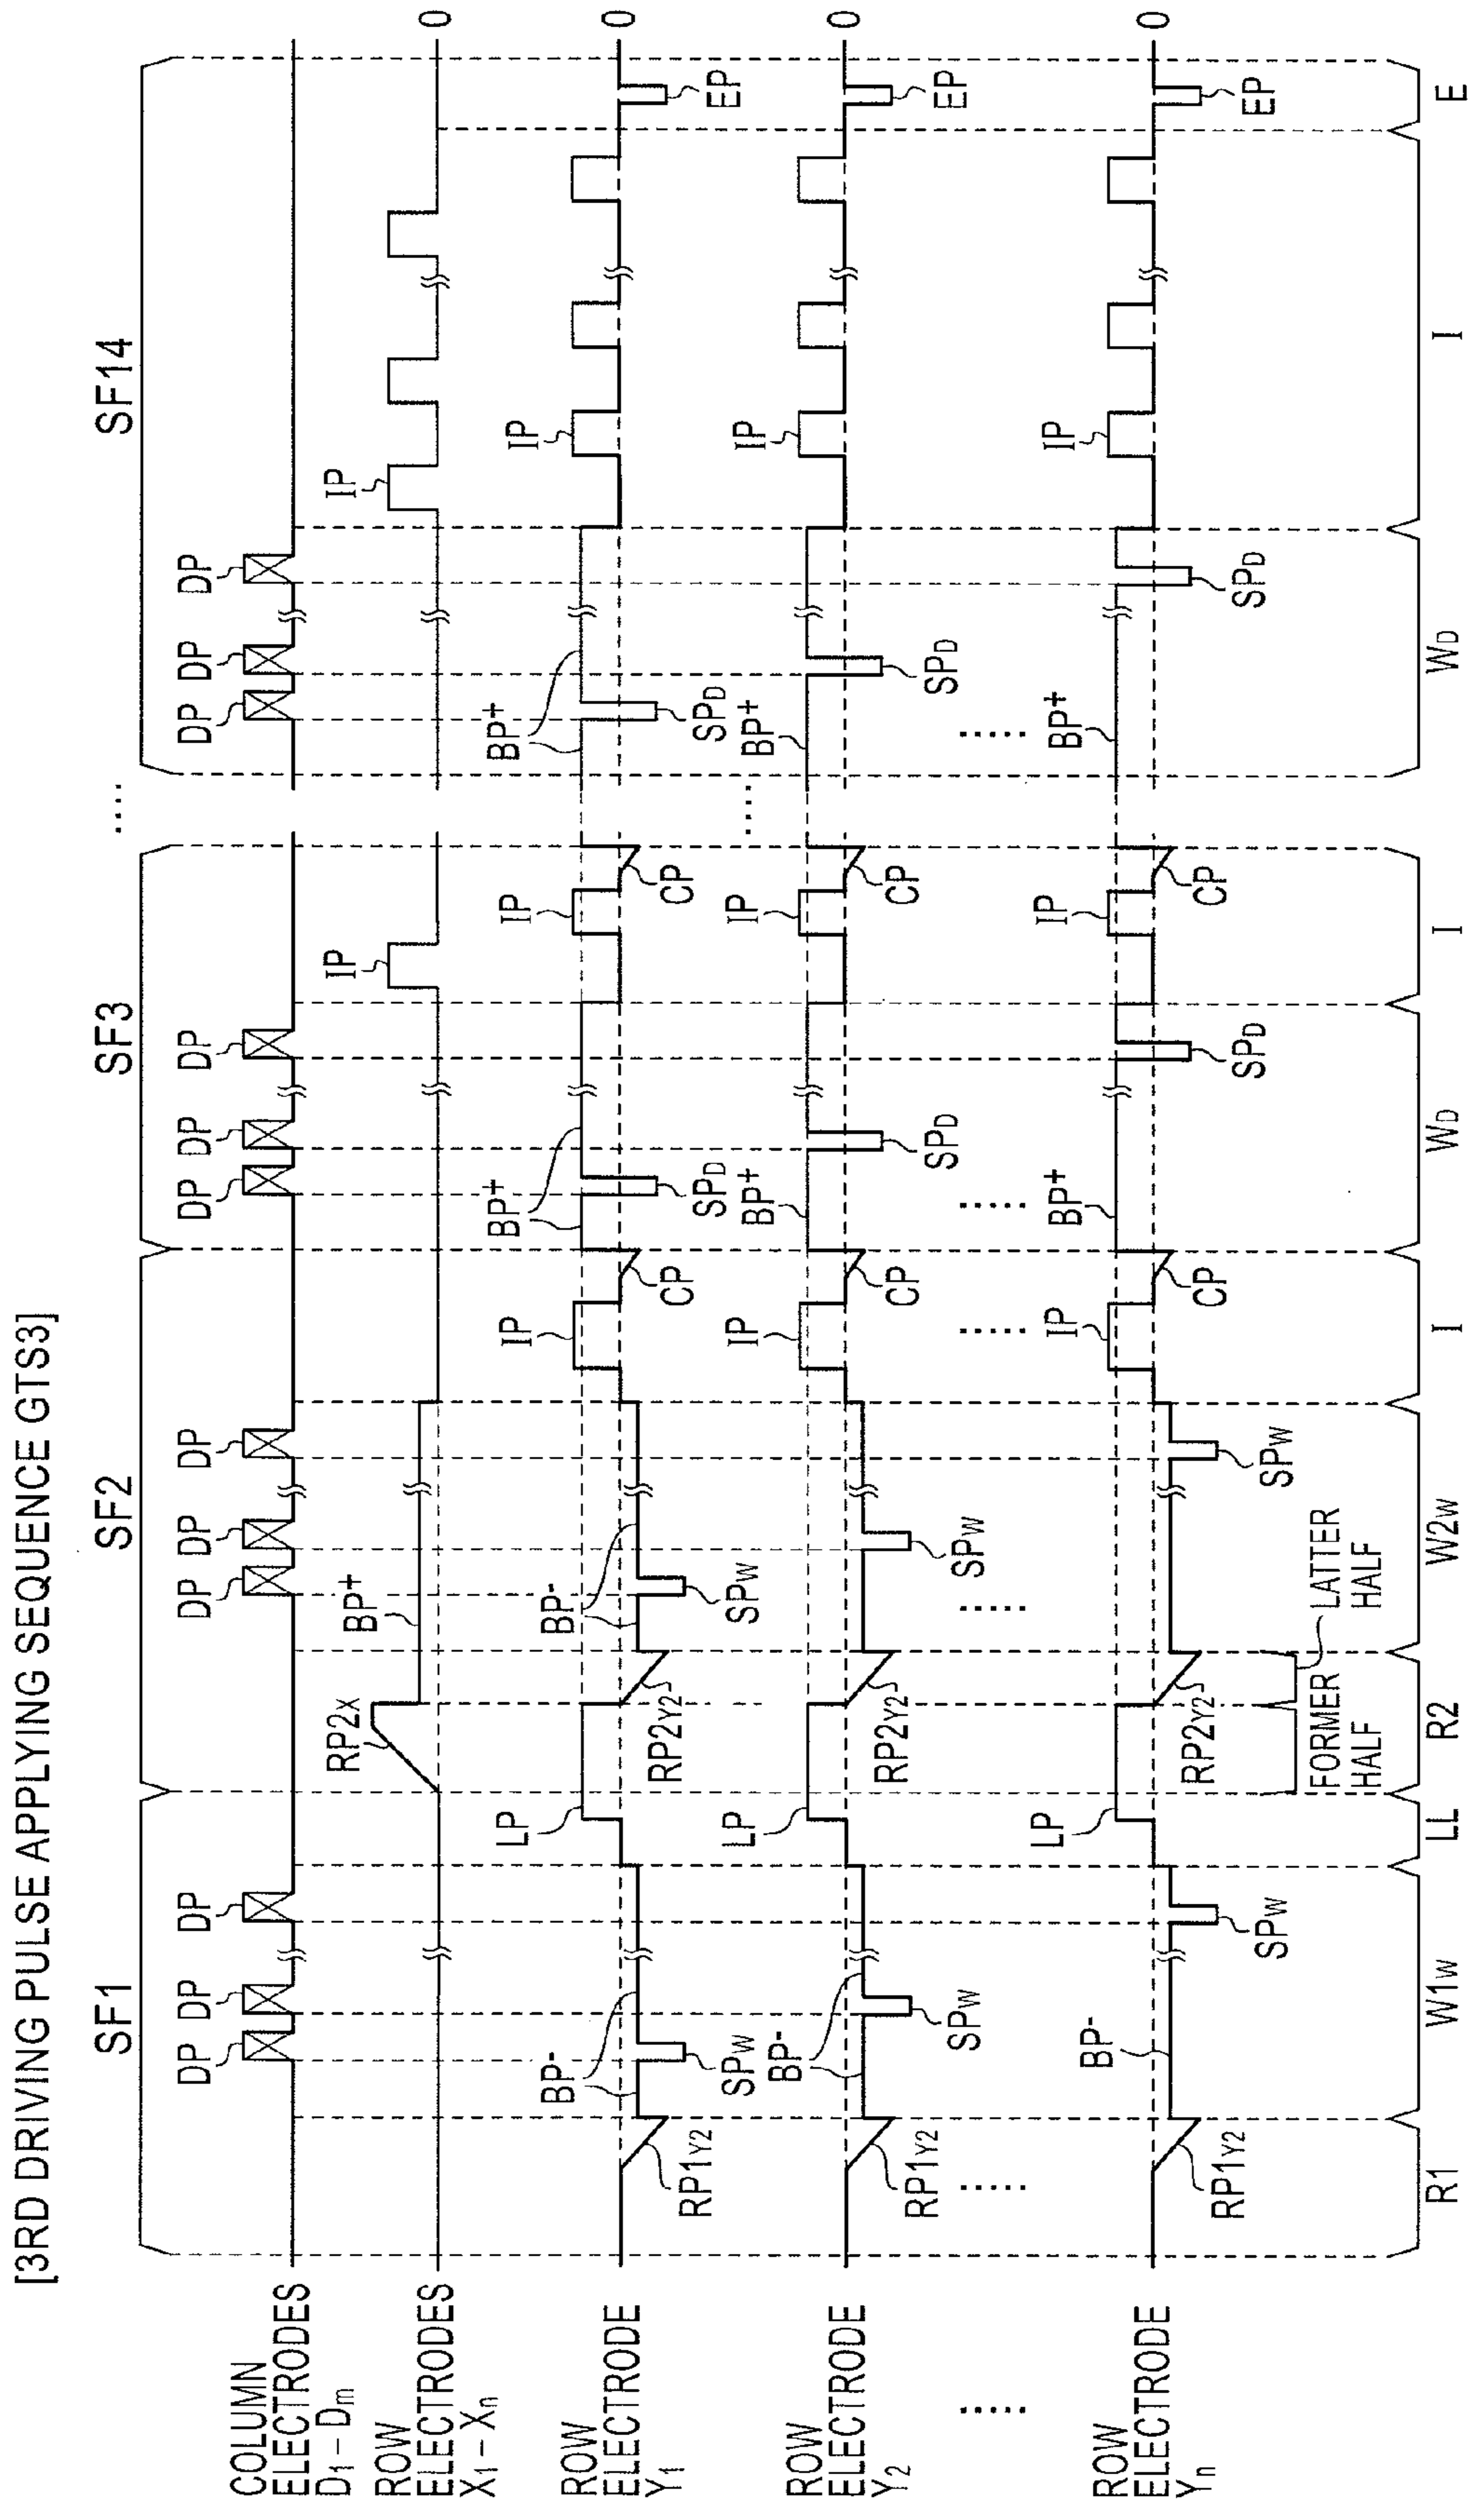 [3RD DRIVING PULSE APPLYING SEQUENCE GTS3]
SF1
SF2
SF3
....
SF14
COLUMN
ELECTRODES
D1-Dm
DP
DP
DP
DP
DP
DP
DP
DP
DP
DP
DP
DP
ROW
ELECTRODES
X1-Xn
RP2X
BP+
IP
IP
0
ROW
ELECTRODE
Y1
RP1Y2
BP-
SPW
LP
RP2Y2
BP-
SPW
IP
CP
BP+
SPD
IP
CP
BP+
SPD
IP
EP
0
ROW
ELECTRODE
Y2
RP1Y2
BP-
SPW
LP
RP2Y2
SPW
IP
CP
BP+
SPD
IP
CP
....
BP+
SPD
IP
EP
0
.....
.....
.....
.....
.....
.....
ROW
ELECTRODE
Yn
RP1Y2
BP-
SPW
LP
RP2Y2
SPW
IP
CP
BP+
SPD
IP
CP
BP+
SPD
IP
EP
0
FORMER
HALF
LATTER
HALF
R1
W1W
LL
R2
W2W
I
WD
I
WD
I
E